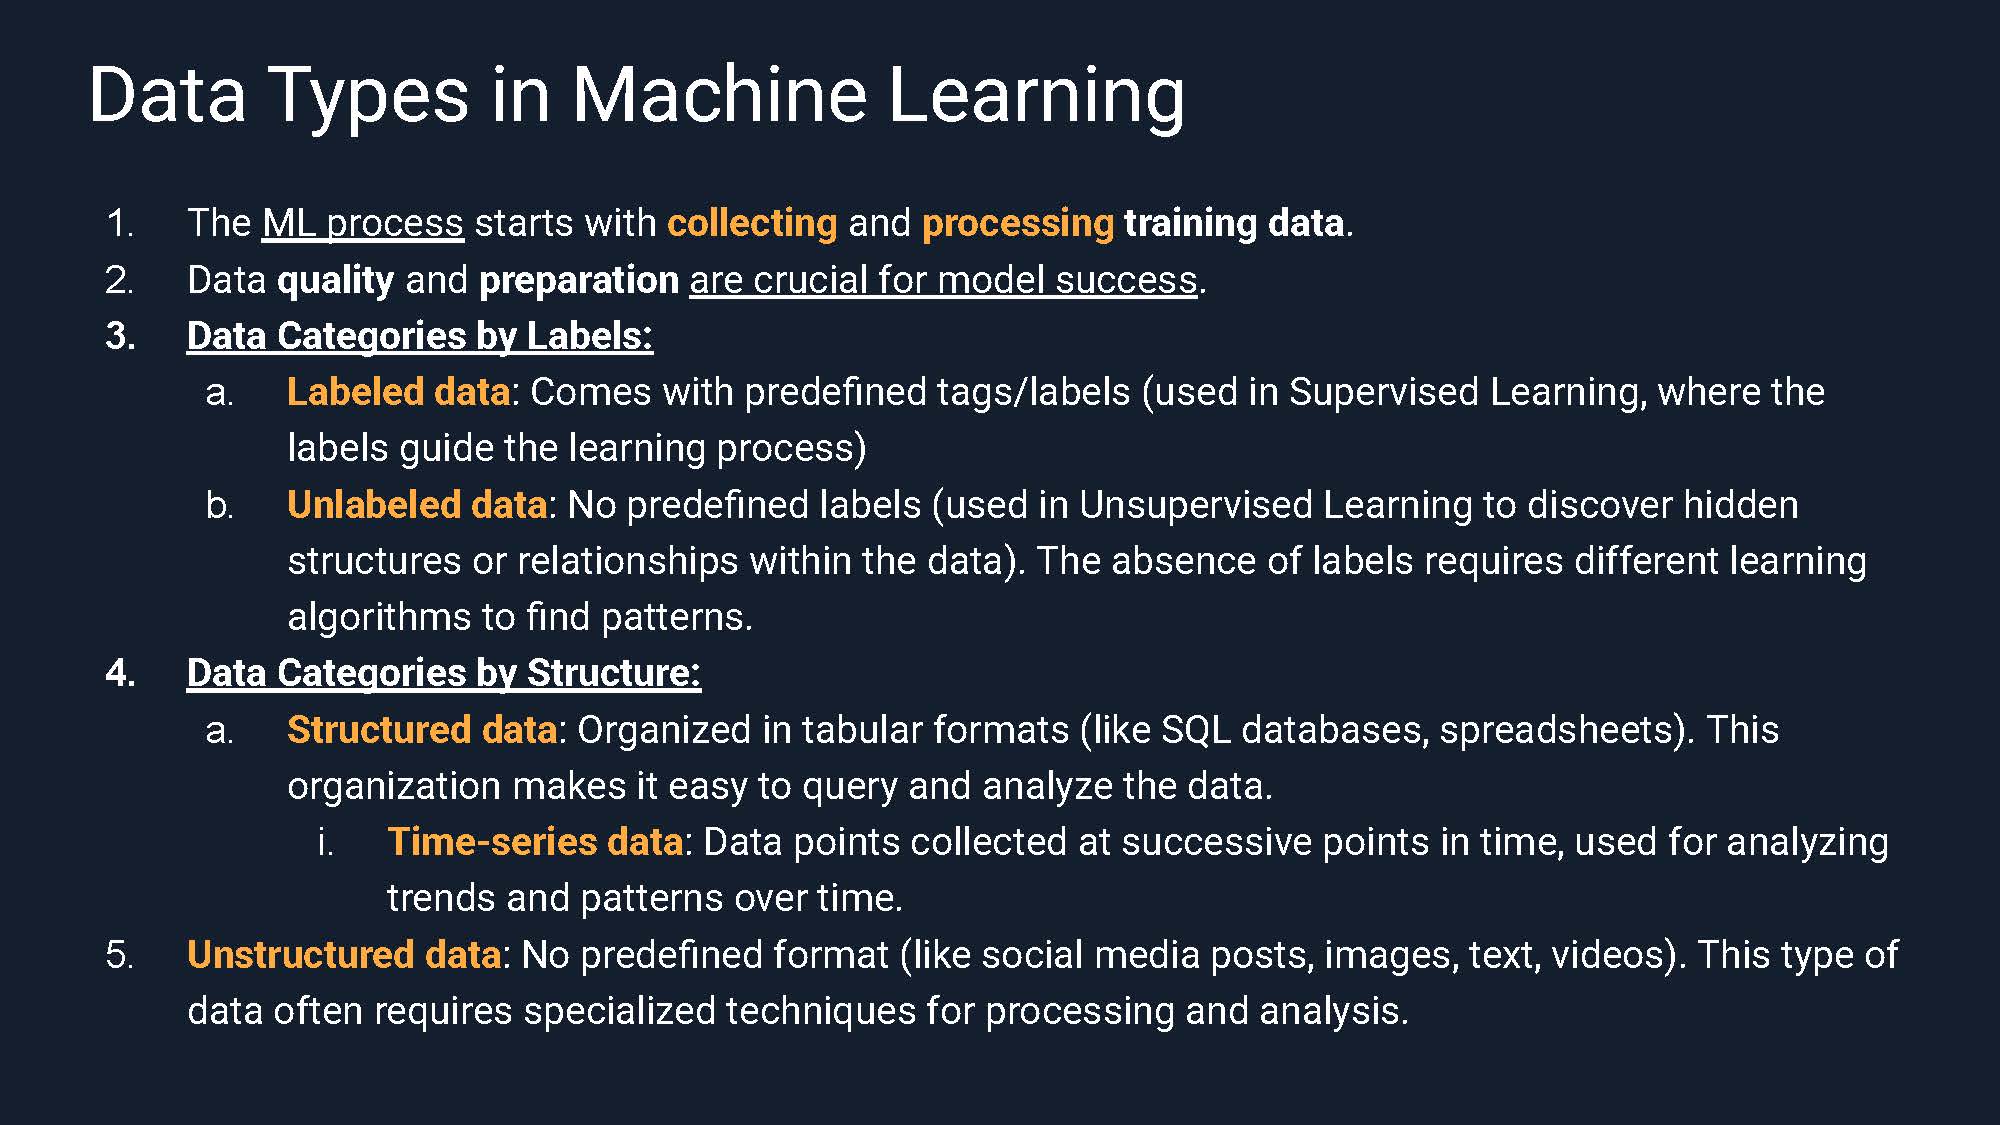 Data Types in Machine Learning
1. The ML process starts with collecting and processing training data.
2. Data quality and preparation are crucial for model success.
3. Data Categories by Labels:
a. Labeled data: Comes with predefined tags/labels (used in Supervised Learning, where the
labels guide the learning process)
b. Unlabeled data: No predefined labels (used in Unsupervised Learning to discover hidden
structures or relationships within the data). The absence of labels requires different learning
algorithms to find patterns.
4. Data Categories by Structure:
a. Structured data: Organized in tabular formats (like SQL databases, spreadsheets). This
organization makes it easy to query and analyze the data.
i. Time-series data: Data points collected at successive points in time, used for analyzing
trends and patterns over time.
5. Unstructured data: No predefined format (like social media posts, images, text, videos). This type of
data often requires specialized techniques for processing and analysis.